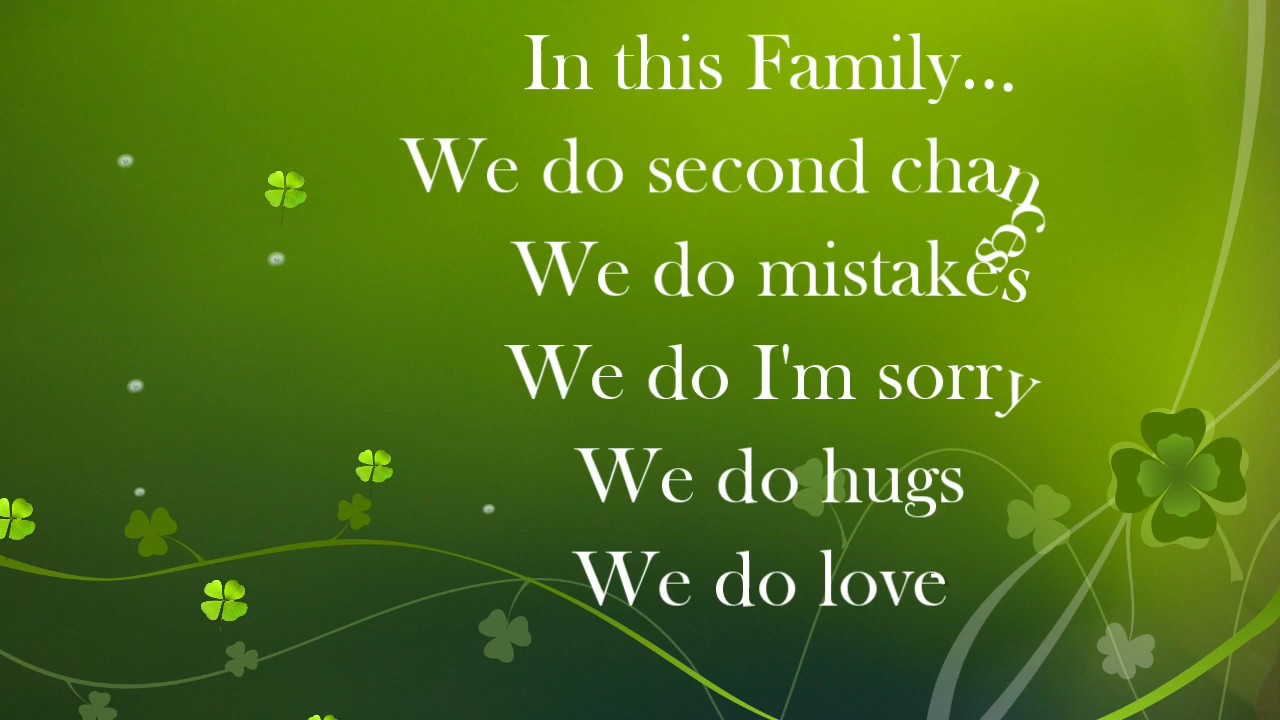 In this Family...
We do second chances
We do mistakes
We do I'm sorry
We do hugs
We do love